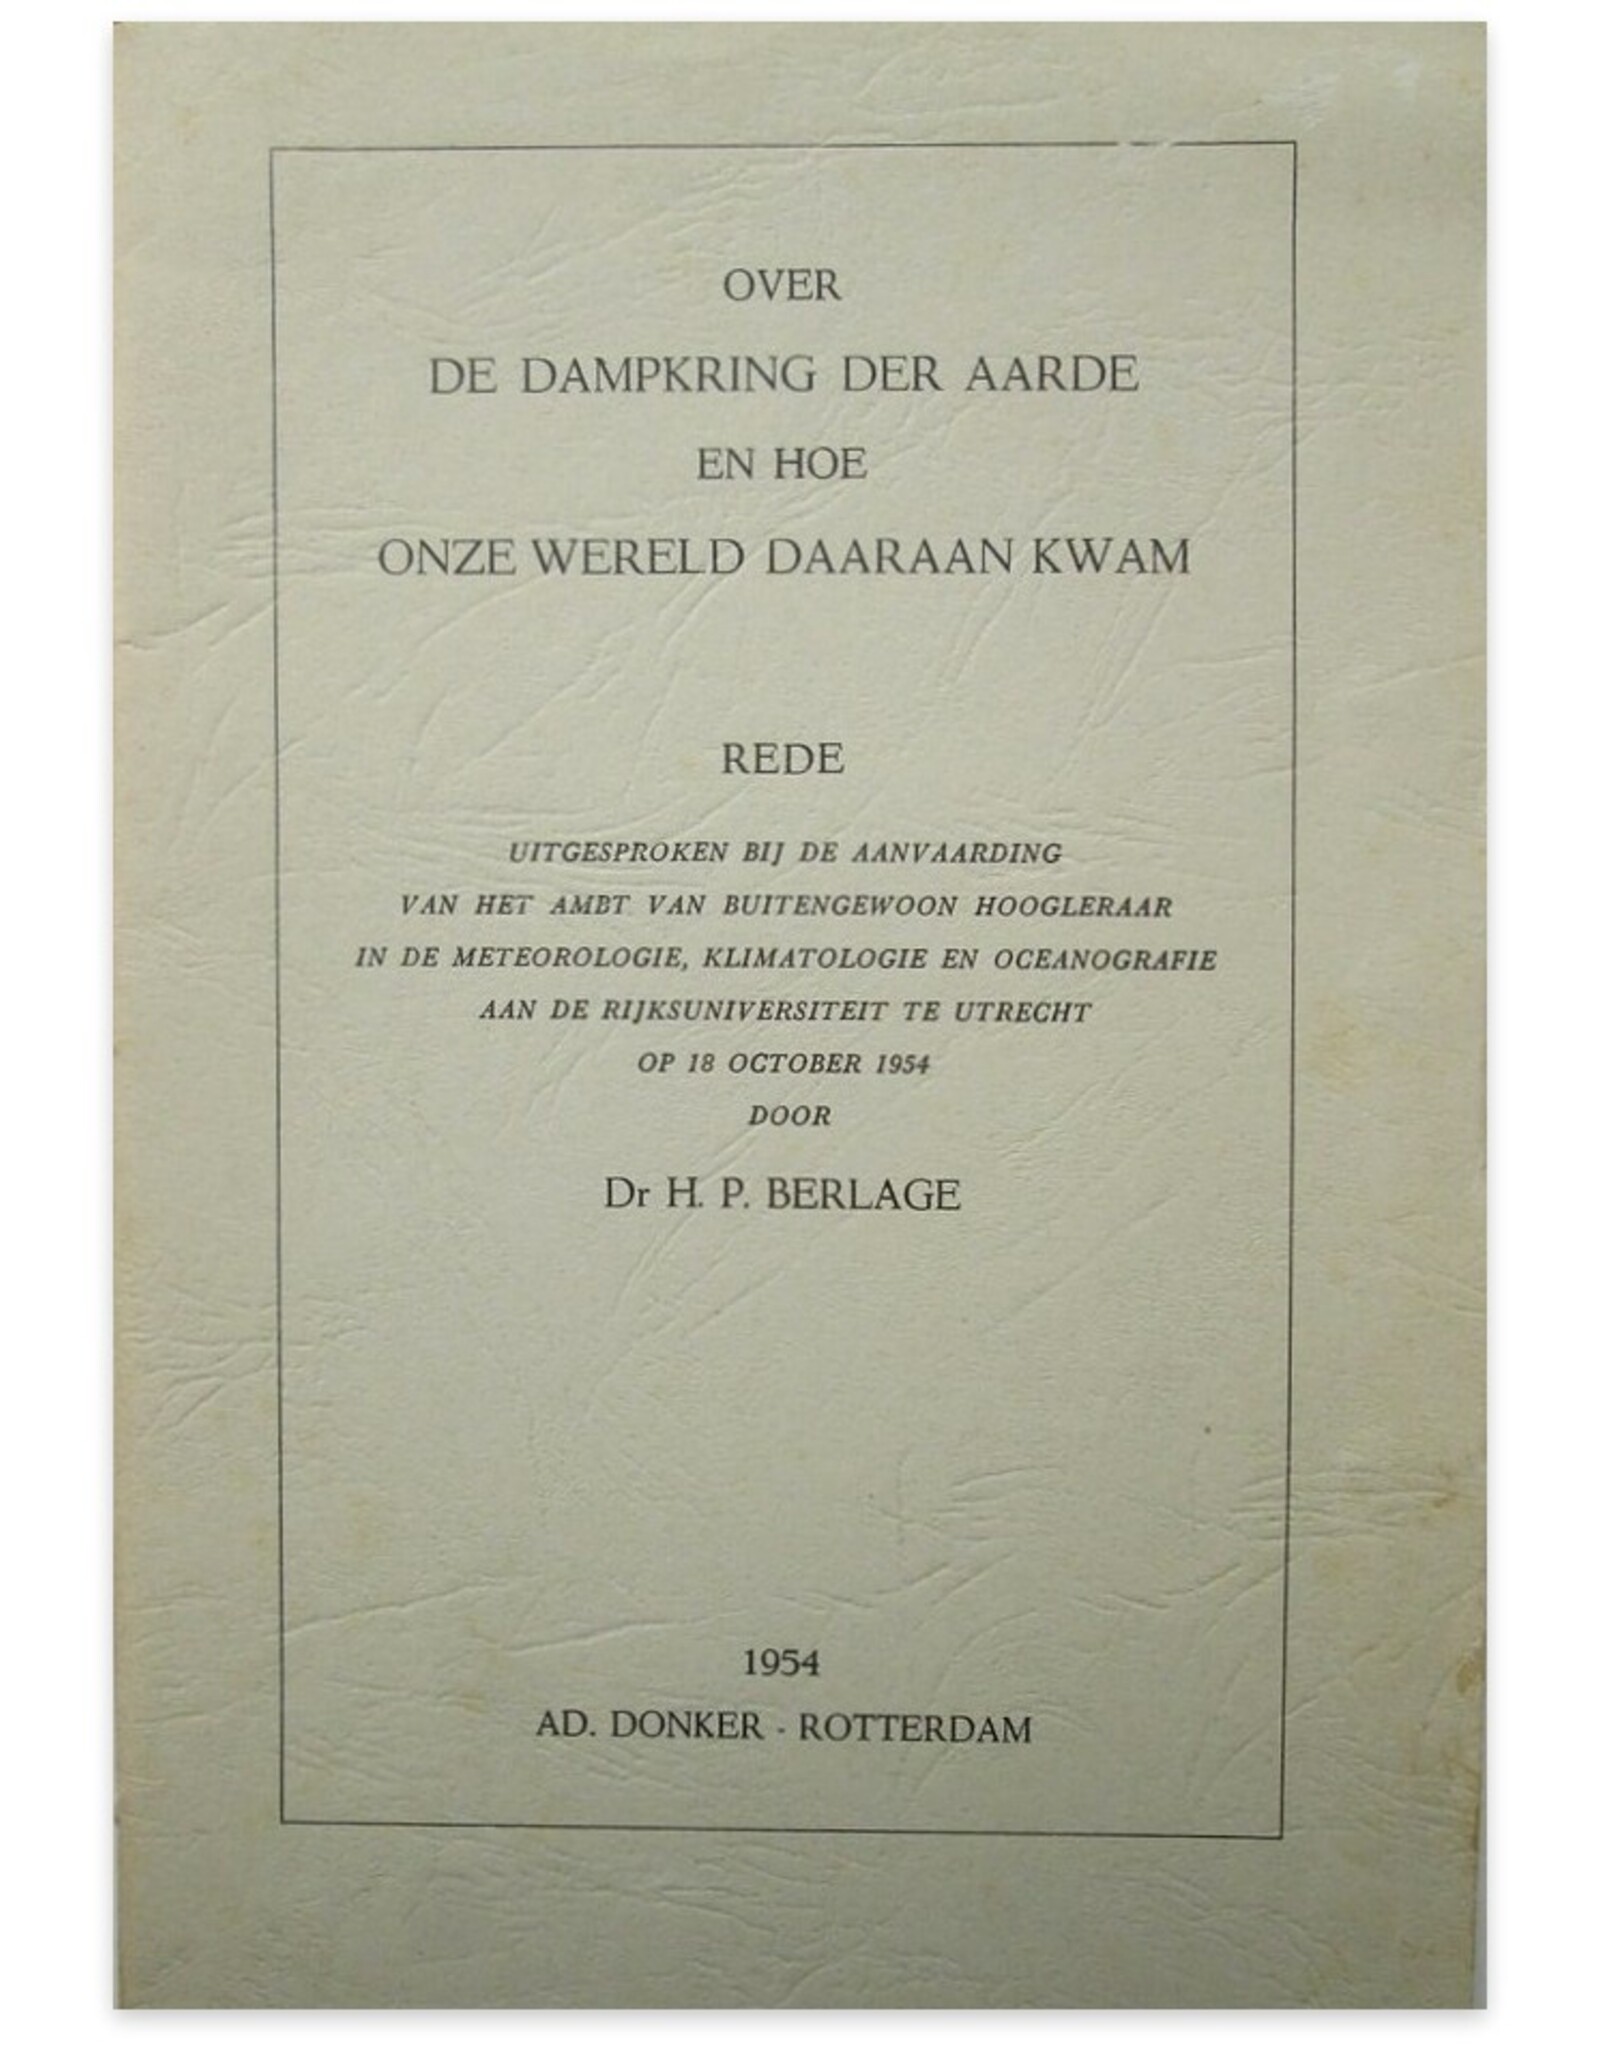 OVER
DE DAMPKRING DER AARDE
EN HOE
ONZE WERELD DAARAAN KWAM
REDE
UITGESPROKEN BIJ DE AANVAARDING
VAN HET AMBT VAN BUITENGEWOON HOOGLERAAR
IN DE METEOROLOGIE, KLIMATOLOGIE EN OCEANOGRAFIE
AAN DE RIJKSUNIVERSITEIT TE UTRECHT
OP 18 OCTOBER 1954
DOOR
Dr H. P. BERLAGE
1954
AD. DONKER - ROTTERDAM